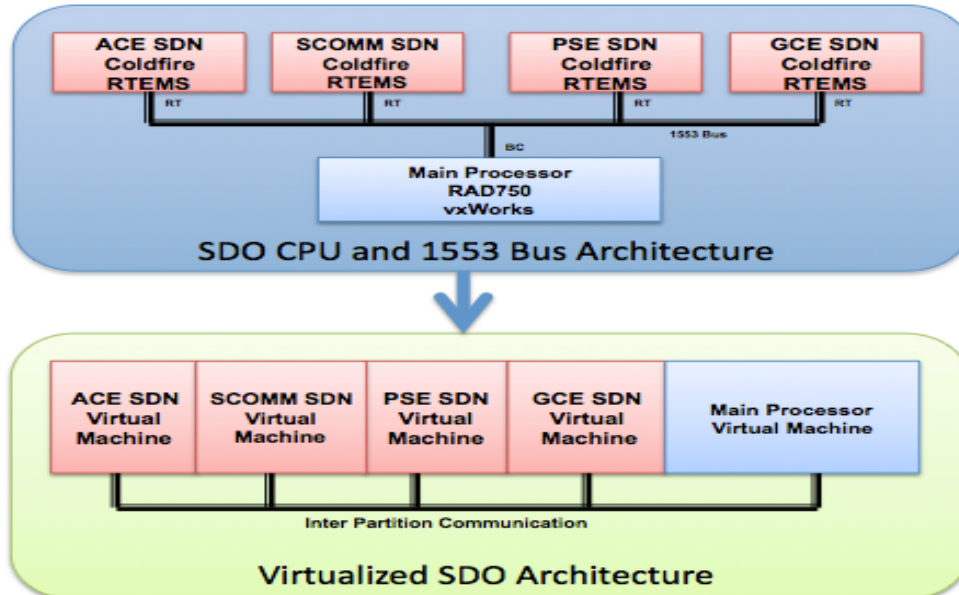 ACE SDN
Coldfire
RTEMS
SCOMM SDN
Coldfire
RTEMS
PSE SDN
Coldfire
RTEMS
GCE SDN
Coldfire
RTEMS
RT
RT
RT
RT
1553 Bus
BC
Main Processor
RAD750
vxWorks
SDO CPU and 1553 Bus Architecture
ACE SDN
Virtual
Machine
SCOMM SDN
Virtual
Machine
PSE SDN
Virtual
Machine
GCE SDN
Virtual
Machine
Main Processor
Virtual Machine
Inter Partition Communication
Virtualized SDO Architecture